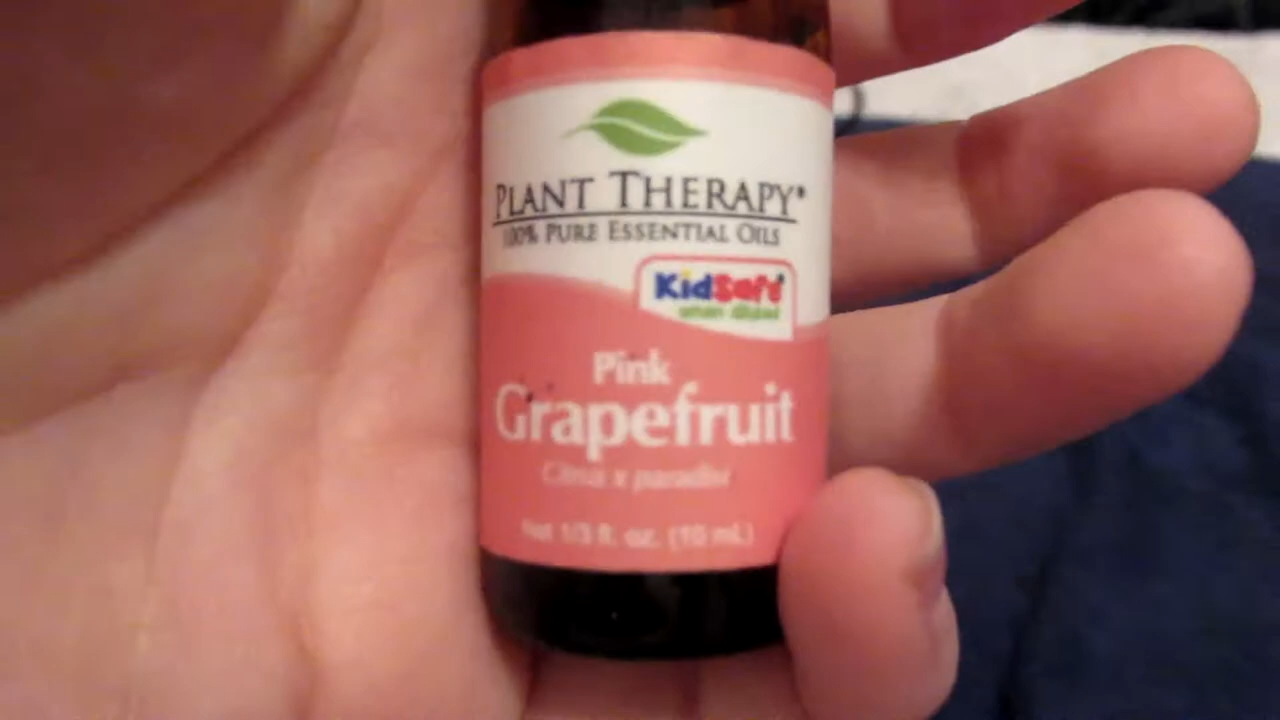 PLANT THERAPY®
100% PURE ESSENTIAL OILS
KidSafe
when diluted
Pink
Grapefruit
Citrus x paradisi
Net 1/3 fl. oz. (10 mL)